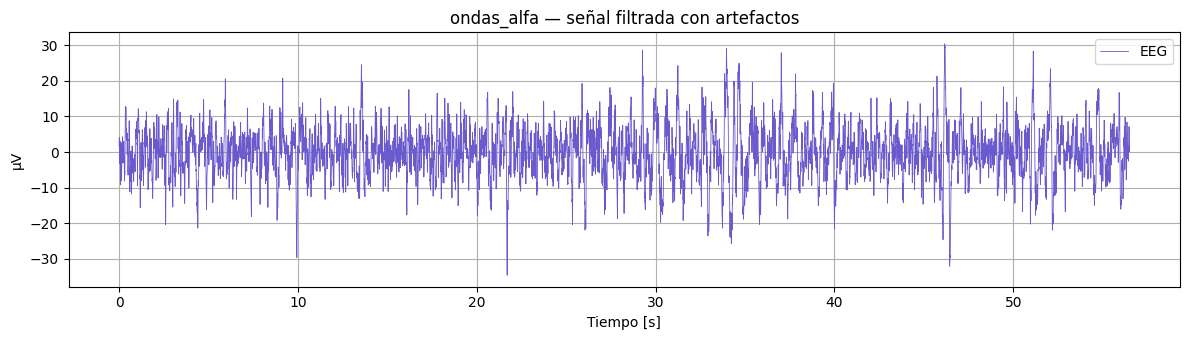 ondas_alfa — señal filtrada con artefactos
EEG
µV
30
20
10
0
−10
−20
−30
0 10 20 30 40 50
Tiempo [s]